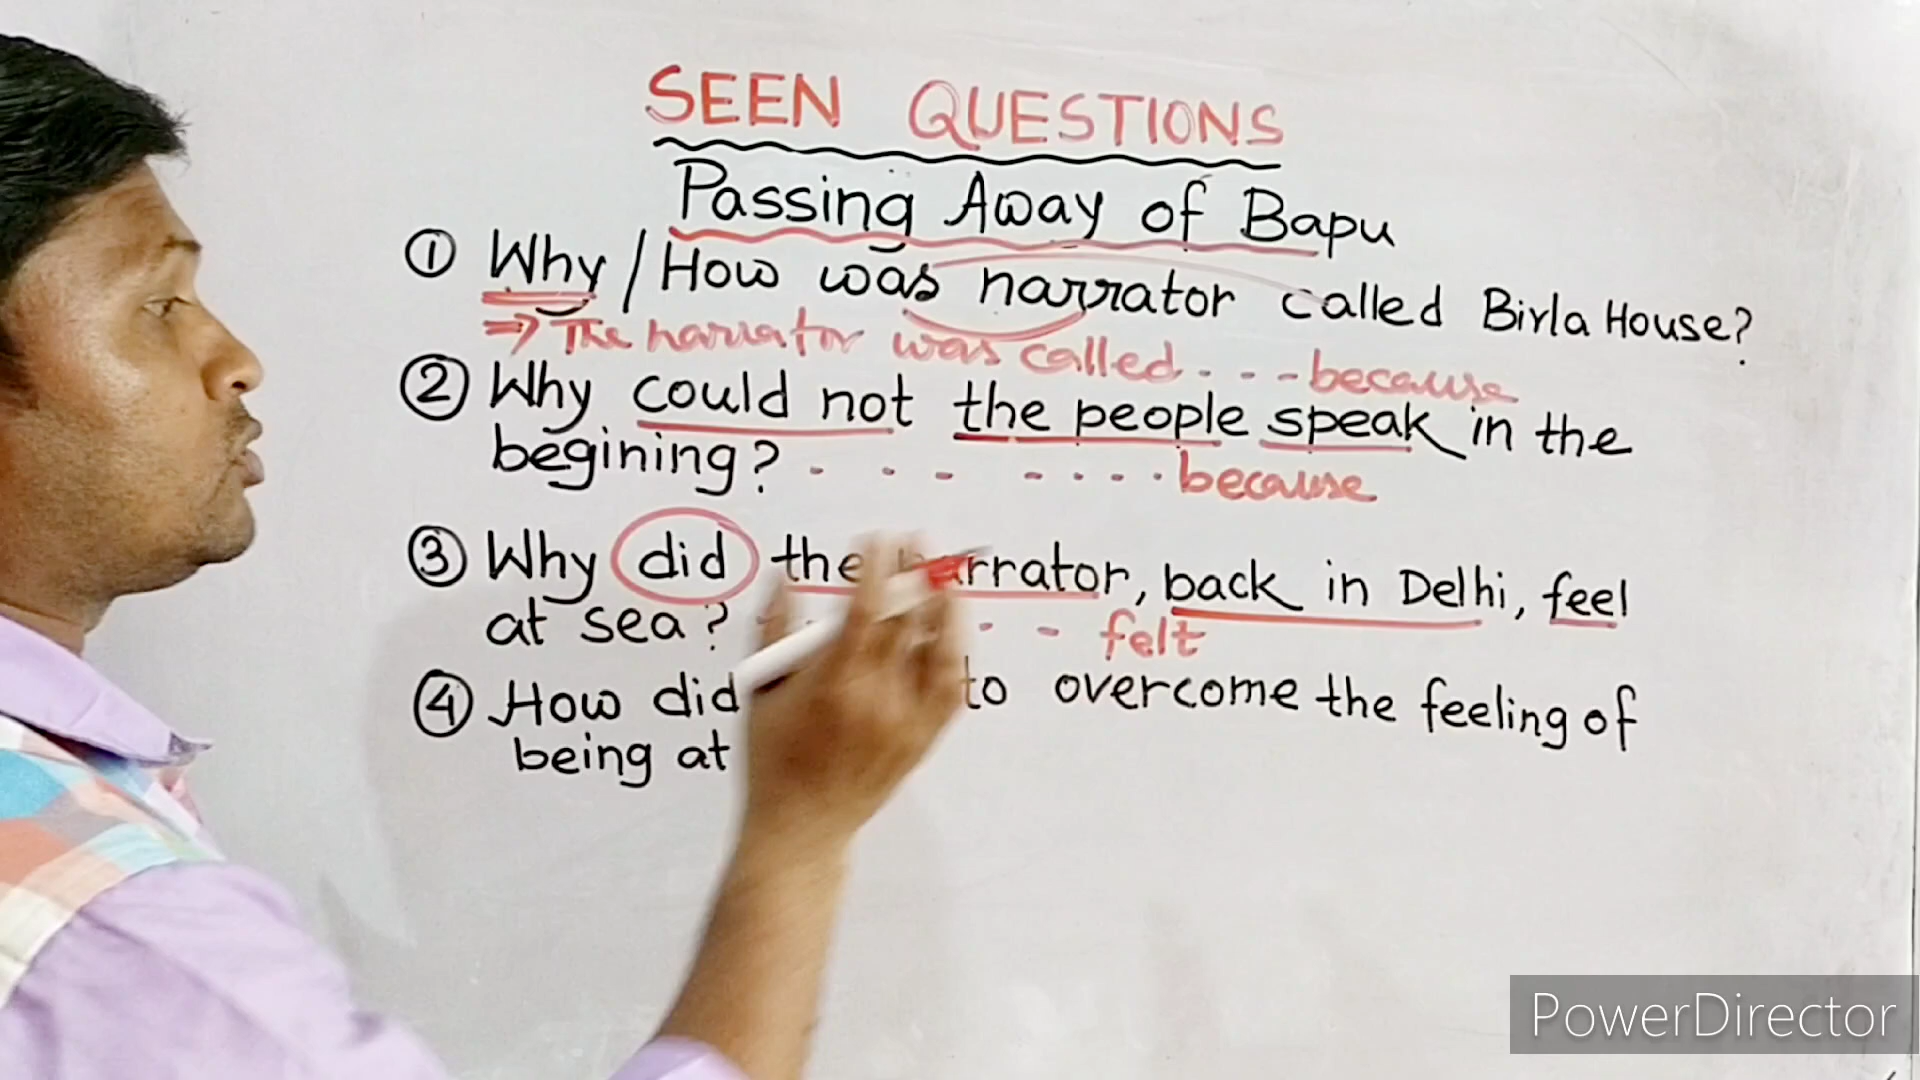 SEEN QUESTIONS
Passing Away of Bapu
① Why / How was narrator called Birla House?
⇒ The narrator was called . . . because
② Why could not the people speak in the
begining? . . . . . . . because
③ Why did the narrator, back in Delhi, feel
at sea? - - felt
④ How did to overcome the feeling of
being at
PowerDirector